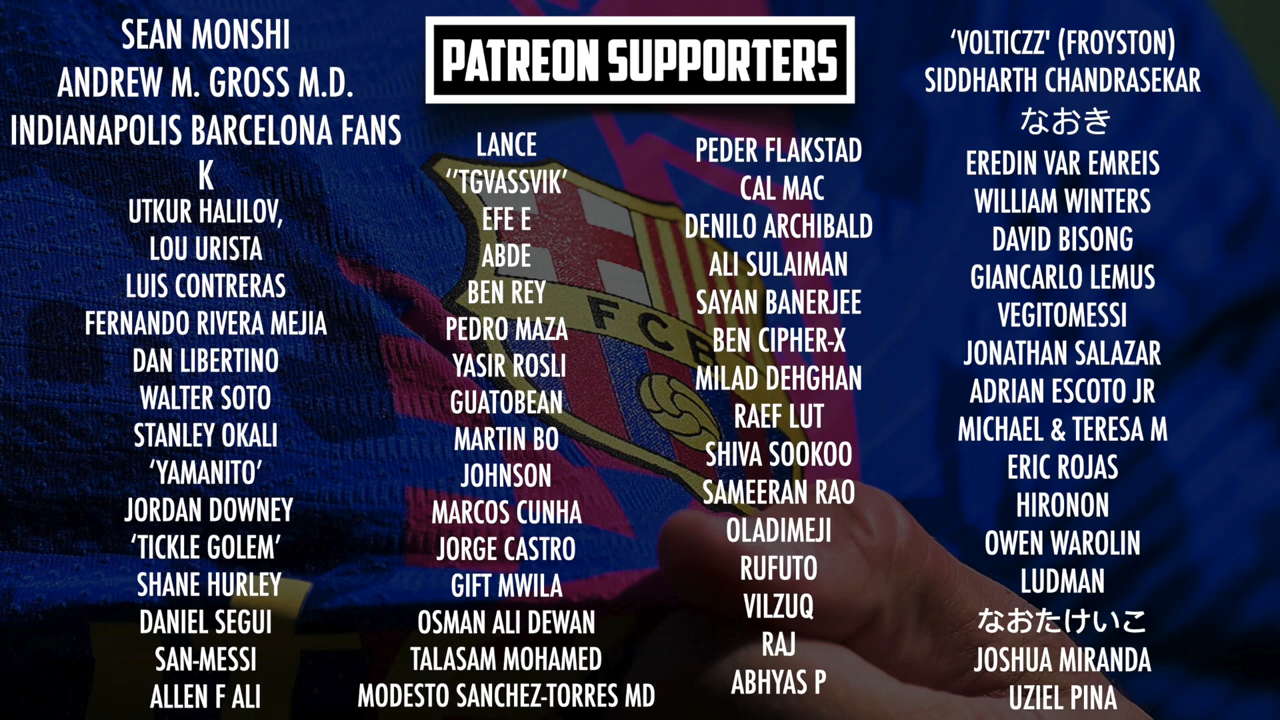 PATREON SUPPORTERS
SEAN MONSHI
ANDREW M. GROSS M.D.
INDIANAPOLIS BARCELONA FANS
K
UTKUR HALILOV,
LOU URISTA
LUIS CONTRERAS
FERNANDO RIVERA MEJIA
DAN LIBERTINO
WALTER SOTO
STANLEY OKALI
‘YAMANITO’
JORDAN DOWNEY
‘TICKLE GOLEM’
SHANE HURLEY
DANIEL SEGUI
SAN-MESSI
ALLEN F ALI
LANCE
‘’TGVASSVIK’
EFE E
ABDE
BEN REY
PEDRO MAZA
YASIR ROSLI
GUATOBEAN
MARTIN BO
JOHNSON
MARCOS CUNHA
JORGE CASTRO
GIFT MWILA
OSMAN ALI DEWAN
TALASAM MOHAMED
MODESTO SANCHEZ-TORRES MD
PEDER FLAKSTAD
CAL MAC
DENILO ARCHIBALD
ALI SULAIMAN
SAYAN BANERJEE
BEN CIPHER-X
MILAD DEHGHAN
RAEF LUT
SHIVA SOOKOO
SAMEERAN RAO
OLADIMEJI
RUFUTO
VILZUQ
RAJ
ABHYAS P
‘VOLTICZZ' (FROYSTON)
SIDDHARTH CHANDRASEKAR
なおき
EREDIN VAR EMREIS
WILLIAM WINTERS
DAVID BISONG
GIANCARLO LEMUS
VEGITOMESSI
JONATHAN SALAZAR
ADRIAN ESCOTO JR
MICHAEL & TERESA M
ERIC ROJAS
HIRONON
OWEN WAROLIN
LUDMAN
なおたけいこ
JOSHUA MIRANDA
UZIEL PINA
FCB